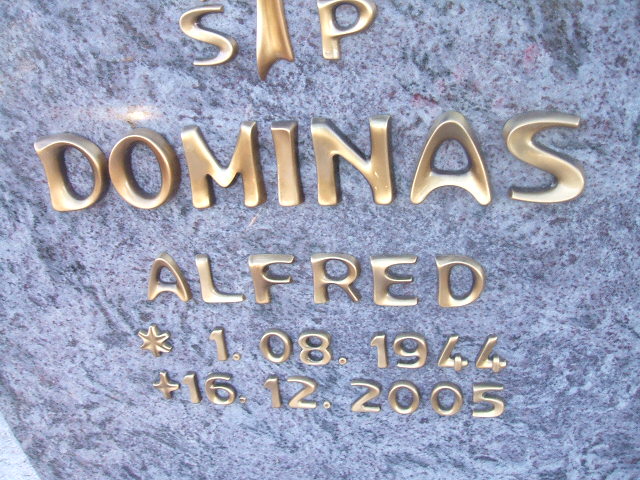 S P
DOMINAS
ALFRED
* 1. 08. 1944
+16. 12. 2005